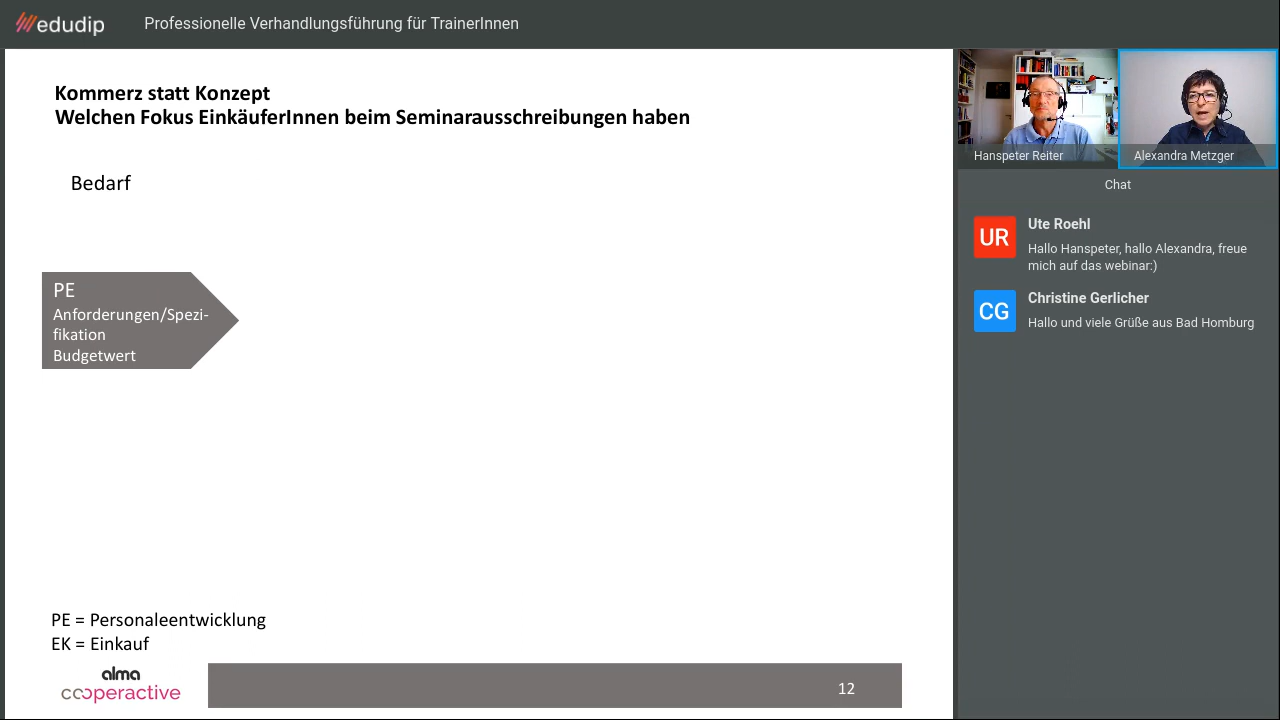 edudip
Professionelle Verhandlungsführung für TrainerInnen
Kommerz statt Konzept
Welchen Fokus EinkäuferInnen beim Seminarausschreibungen haben
Bedarf
PE
Anforderungen/Spezi-
fikation
Budgetwert
PE = Personaleentwicklung
EK = Einkauf
alma
cooperactive
12
Hanspeter Reiter
Alexandra Metzger
Chat
UR
Ute Roehl
Hallo Hanspeter, hallo Alexandra, freue
mich auf das webinar:)
CG
Christine Gerlicher
Hallo und viele Grüße aus Bad Homburg